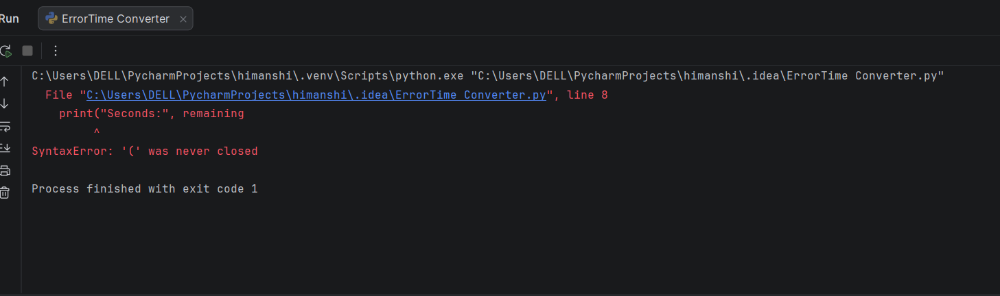 Run
ErrorTime Converter
C:\Users\DELL\PycharmProjects\himanshi\.venv\Scripts\python.exe "C:\Users\DELL\PycharmProjects\himanshi\.idea\ErrorTime Converter.py"
File "C:\Users\DELL\PycharmProjects\himanshi\.idea\ErrorTime Converter.py", line 8
print("Seconds:", remaining
^
SyntaxError: '(' was never closed
Process finished with exit code 1